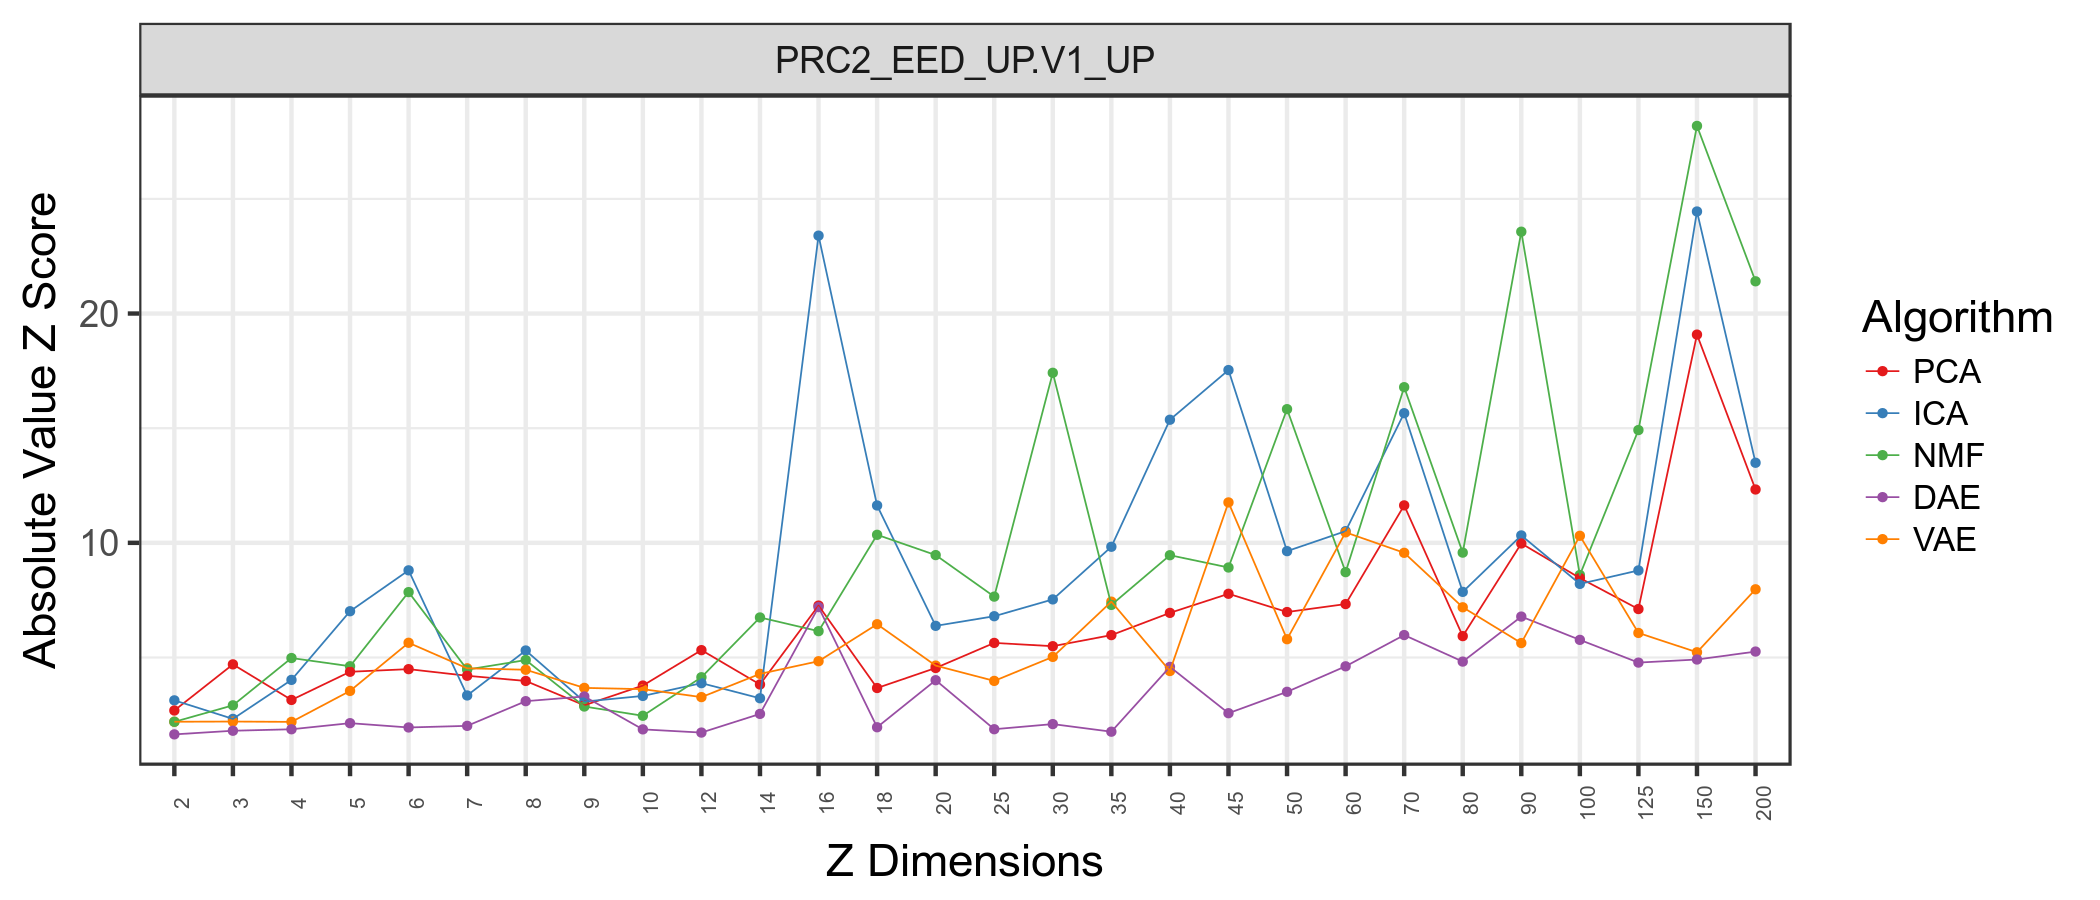 PRC2_EED_UP.V1_UP
Absolute Value Z Score
20
10
2 3 4 5 6 7 8 9 10 12 14 16 18 20 25 30 35 40 45 50 60 70 80 90 100 125 150 200
Z Dimensions
Algorithm
PCA
ICA
NMF
DAE
VAE